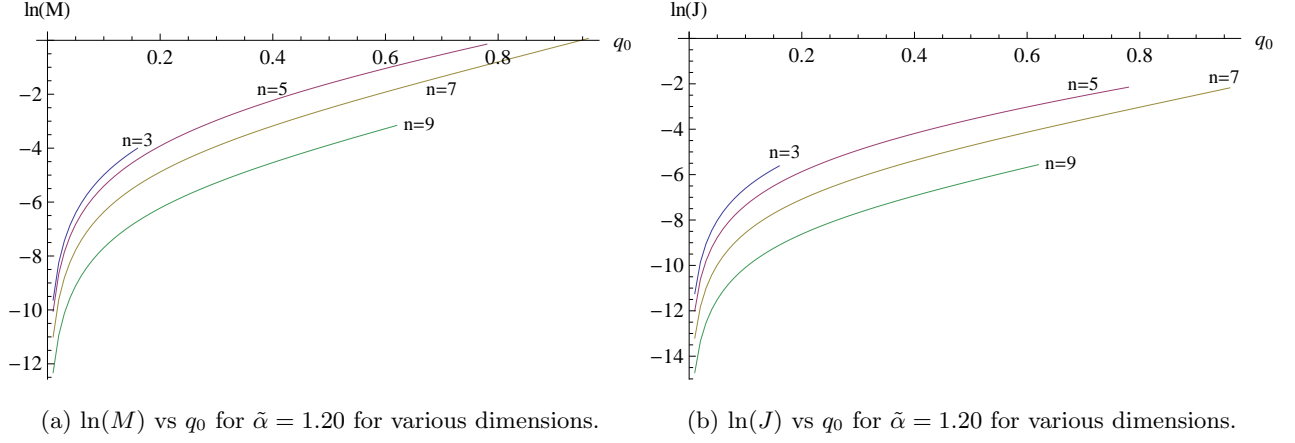 ln(M)
q0
0.2 0.4 0.6 0.8
−2
−4
−6
−8
−10
−12
n=3
n=5
n=7
n=9
(a) ln(M) vs q0 for α̃ = 1.20 for various dimensions.
ln(J)
q0
0.2 0.4 0.6 0.8
−2
−4
−6
−8
−10
−12
−14
n=3
n=5
n=7
n=9
(b) ln(J) vs q0 for α̃ = 1.20 for various dimensions.